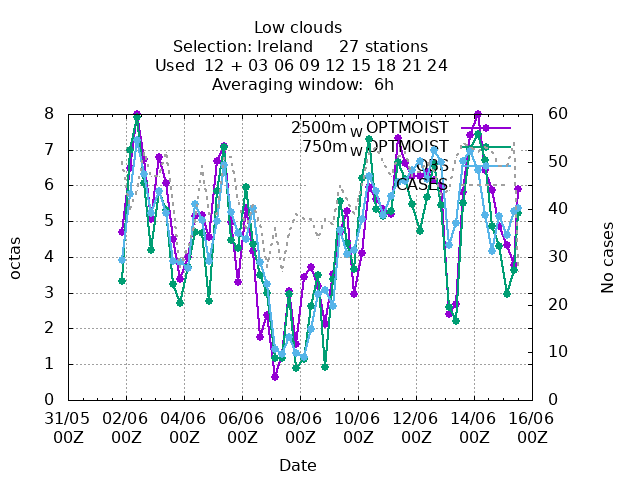 Low clouds
Selection: Ireland 27 stations
Used 12 + 03 06 09 12 15 18 21 24
Averaging window: 6h
2500m W OPTMOIST
750m W OPTMOIST
OBS
CASES
8 60
7
6 50
5 40
4 30
3
2 20
1 10
0 0
octas
No cases
31/05 02/06 04/06 06/06 08/06 10/06 12/06 14/06 16/06
00Z 00Z 00Z 00Z 00Z 00Z 00Z 00Z 00Z
Date